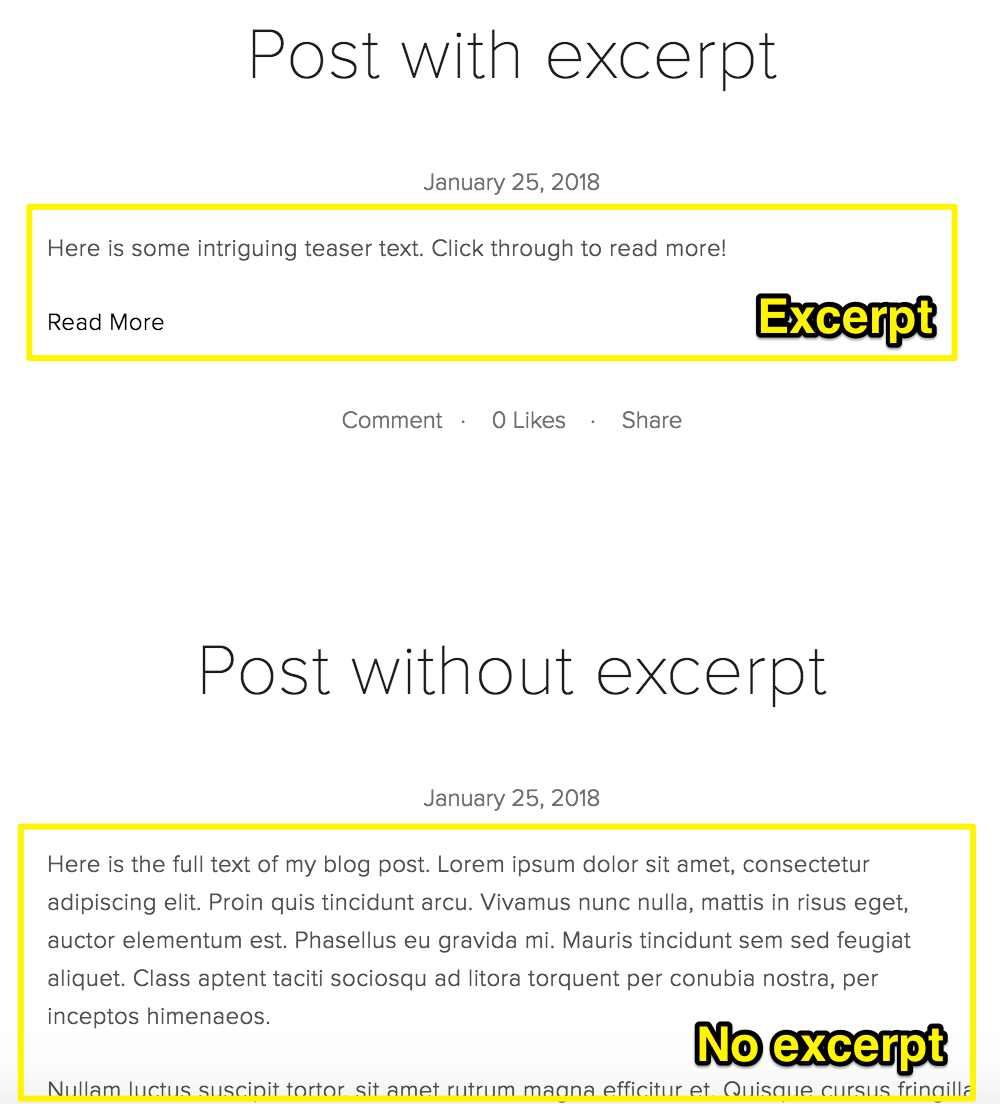 Post with excerpt
January 25, 2018
Here is some intriguing teaser text. Click through to read more!
Read More
Excerpt
Comment · 0 Likes · Share
Post without excerpt
January 25, 2018
Here is the full text of my blog post. Lorem ipsum dolor sit amet, consectetur
adipiscing elit. Proin quis tincidunt arcu. Vivamus nunc nulla, mattis in risus eget,
auctor elementum est. Phasellus eu gravida mi. Mauris tincidunt sem sed feugiat
aliquet. Class aptent taciti sociosqu ad litora torquent per conubia nostra, per
inceptos himenaeos.
No excerpt
Nullam luctus suscipit tortor, sit amet rutrum magna efficitur et. Quisque cursus fringilla